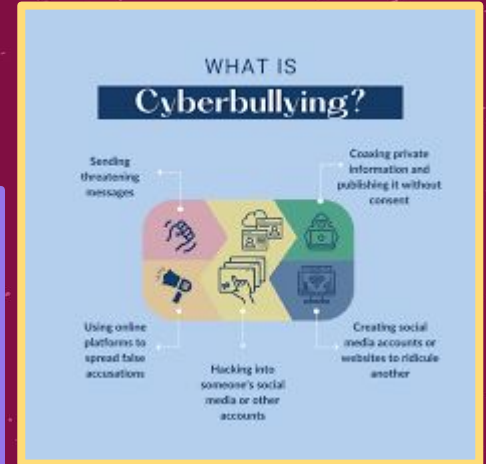 WHAT IS
Cyberbullying?
Sending
threatening
messages
Coaxing private
information and
publishing it without
consent
Using online
platforms to
spread false
accusations
Hacking into
someone's social
media or other
accounts
Creating social
media accounts or
websites to ridicule
another